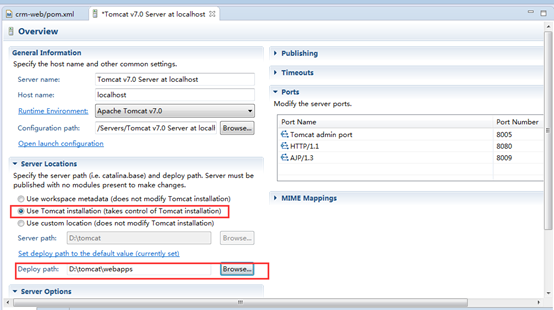 crm-web/pom.xml
*Tomcat v7.0 Server at localhost
Overview
General Information
Specify the host name and other common settings.
Server name:
Tomcat v7.0 Server at localhost
Host name:
localhost
Runtime Environment:
Apache Tomcat v7.0
Configuration path:
/Servers/Tomcat v7.0 Server at locall
Browse...
Open launch configuration
Server Locations
Specify the server path (i.e. catalina.base) and deploy path. Server must
be published with no modules present to make changes.
Use workspace metadata (does not modify Tomcat installation)
Use Tomcat installation (takes control of Tomcat installation)
Use custom location (does not modify Tomcat installation)
Server path:
D:\tomcat
Browse...
Set deploy path to the default value (currently set)
Deploy path:
D:\tomcat\webapps
Browse...
Server Options
Publishing
Timeouts
Ports
Modify the server ports.
Port Name
Port Number
Tomcat admin port
8005
HTTP/1.1
8080
AJP/1.3
8009
MIME Mappings